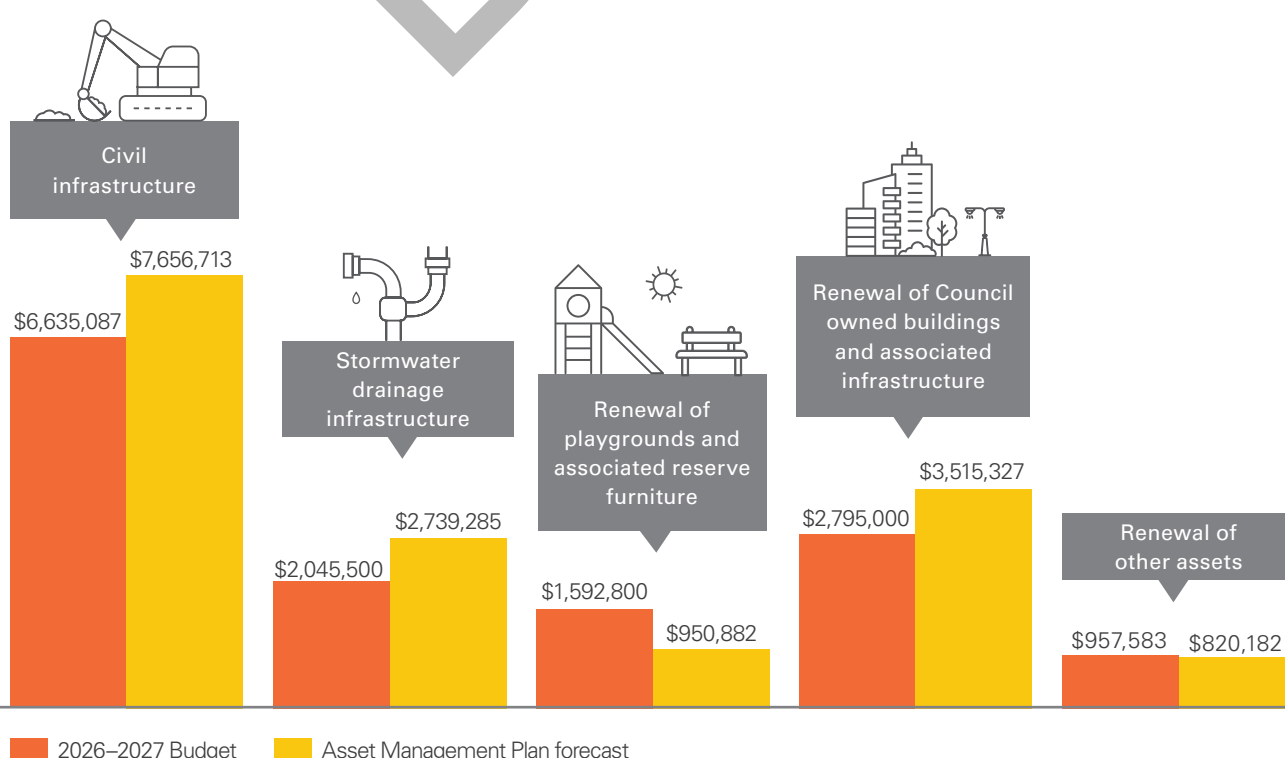 Civil
infrastructure
$7,656,713
$6,635,087
Stormwater
drainage
infrastructure
$2,739,285
$2,045,500
Renewal of
playgrounds and
associated reserve
furniture
$1,592,800
$950,882
Renewal of Council
owned buildings
and associated
infrastructure
$3,515,327
$2,795,000
Renewal of
other assets
$957,583
$820,182
2026–2027 Budget
Asset Management Plan forecast